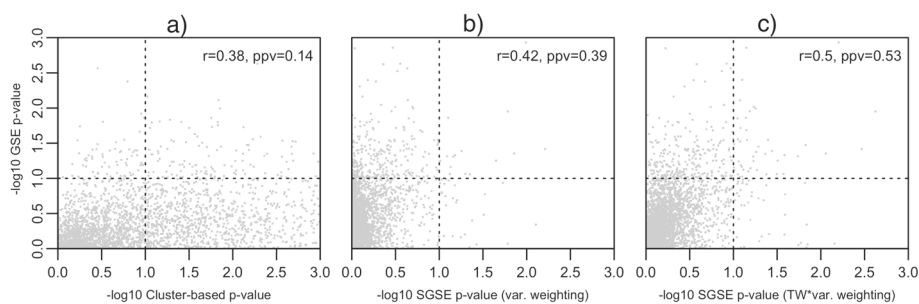 a) b) c)
r=0.38, ppv=0.14
r=0.42, ppv=0.39
r=0.5, ppv=0.53
-log10 GSE p-value
3.0
2.5
2.0
1.5
1.0
0.5
0.0
0.0 0.5 1.0 1.5 2.0 2.5 3.0
0.0 0.5 1.0 1.5 2.0 2.5 3.0
0.0 0.5 1.0 1.5 2.0 2.5 3.0
-log10 Cluster-based p-value
-log10 SGSE p-value (var. weighting)
-log10 SGSE p-value (TW*var. weighting)